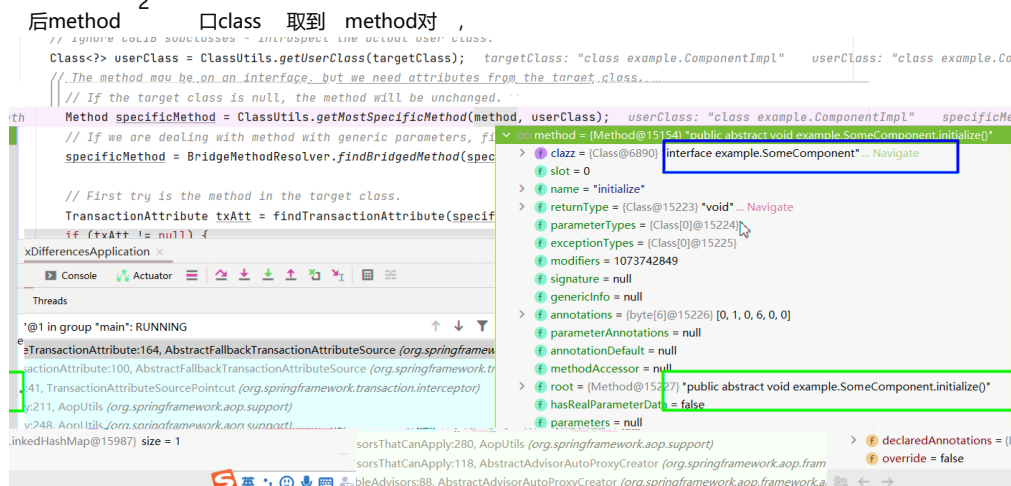 2
后method 口class 取到 method对 ,
// Ignore CGLIB subclasses - introspect the actual user class.
Class<?> userClass = ClassUtils.getUserClass(targetClass); targetClass: "class example.ComponentImpl" userClass: "class example.Co
// The method may be on an interface, but we need attributes from the target class.
// If the target class is null, the method will be unchanged.
Method specificMethod = ClassUtils.getMostSpecificMethod(method, userClass); userClass: "class example.ComponentImpl" specificMe
// If we are dealing with method with generic parameters, fi
specificMethod = BridgeMethodResolver.findBridgedMethod(spec
// First try is the method in the target class.
TransactionAttribute txAtt = findTransactionAttribute(specif
if (txAtt != null) {
method = {Method@15154} "public abstract void example.SomeComponent.initialize()"
clazz = {Class@6890} "interface example.SomeComponent" ... Navigate
slot = 0
name = "initialize"
returnType = {Class@15223} "void" ... Navigate
parameterTypes = {Class[0]@15224}
exceptionTypes = {Class[0]@15225}
modifiers = 1073742849
signature = null
genericInfo = null
annotations = {byte[6]@15226} [0, 1, 0, 6, 0, 0]
parameterAnnotations = null
annotationDefault = null
methodAccessor = null
root = {Method@15227} "public abstract void example.SomeComponent.initialize()"
hasRealParameterData = false
parameters = null
declaredAnnotations = {
override = false
xDifferencesApplication
Console Actuator
Threads
'@1 in group "main": RUNNING
eTransactionAttribute:164, AbstractFallbackTransactionAttributeSource (org.springframew
sactionAttribute:100, AbstractFallbackTransactionAttributeSource (org.springframework.tr
:41, TransactionAttributeSourcePointcut (org.springframework.transaction.interceptor)
y:211, AopUtils (org.springframework.aop.support)
y:248, AopUtils (org.springframework.aop.support)
inkedHashMap@15987} size = 1
sorsThatCanApply:280, AopUtils (org.springframework.aop.support)
sorsThatCanApply:118, AbstractAdvisorAutoProxyCreator (org.springframework.aop.fram
bleAdvisors:88, AbstractAdvisorAutoProxyCreator (org.springframework.aop.framework.a
英